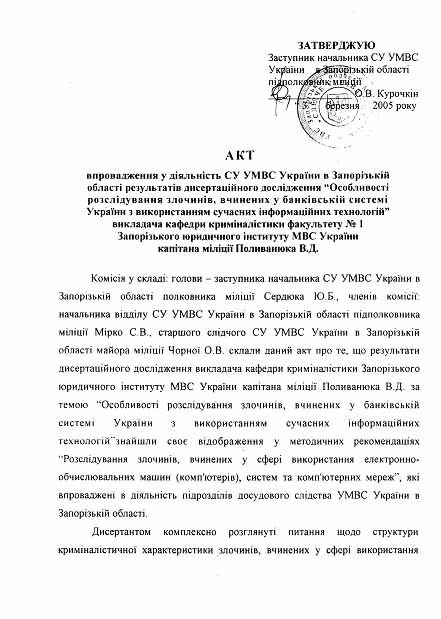 ЗАТВЕРДЖУЮ
Заступник начальника СУ УМВС
України в Запорізькій області
підполковник міліції
О.В. Курочкін
березня 2005 року
АКТ
впровадження у діяльність СУ УМВС України в Запорізькій
області результатів дисертаційного дослідження “Особливості
розслідування злочинів, вчинених у банківській системі
України з використанням сучасних інформаційних технологій”
викладача кафедри криміналістики факультету № 1
Запорізького юридичного інституту МВС України
капітана міліції Поливанюка В.Д.
Комісія у складі: голови – заступника начальника СУ УМВС України в
Запорізькій області полковника міліції Сердюка Ю.Б., членів комісії:
начальника відділу СУ УМВС України в Запорізькій області підполковника
міліції Мірко С.В., старшого слідчого СУ УМВС України в Запорізькій
області майора міліції Чорної О.В. склали даний акт про те, що результати
дисертаційного дослідження викладача кафедри криміналістики Запорізького
юридичного інституту МВС України капітана міліції Поливанюка В.Д. за
темою “Особливості розслідування злочинів, вчинених у банківській
системі України з використанням сучасних інформаційних
технологій”знайшли своє відображення у методичних рекомендаціях
“Розслідування злочинів, вчинених у сфері використання електронно-
обчислювальних машин (комп'ютерів), систем та комп'ютерних мереж”, які
впроваджені в діяльність підрозділів досудового слідства УМВС України в
Запорізькій області.
Дисертантом комплексно розглянуті питання щодо структури
криміналістичної характеристики злочинів, вчинених у сфері використання